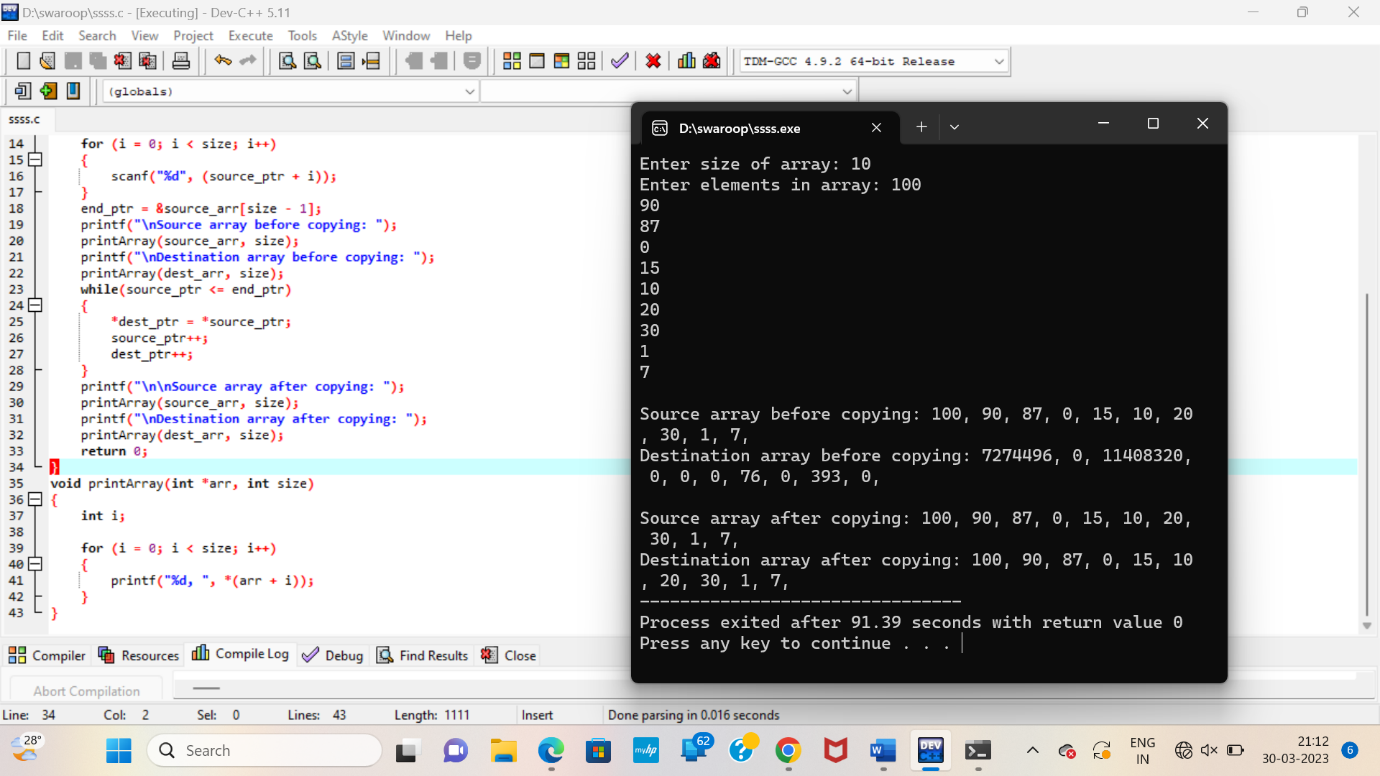 D:\swaroop\ssss.c - [Executing] - Dev-C++ 5.11
File Edit Search View Project Execute Tools AStyle Window Help
TDM-GCC 4.9.2 64-bit Release
(globals)
ssss.c
14 for (i = 0; i < size; i++)
15 {
16 scanf("%d", (source_ptr + i));
17 }
18 end_ptr = &source_arr[size - 1];
19 printf("\nSource array before copying: ");
20 printArray(source_arr, size);
21 printf("\nDestination array before copying: ");
22 printArray(dest_arr, size);
23 while(source_ptr <= end_ptr)
24 {
25 *dest_ptr = *source_ptr;
26 source_ptr++;
27 dest_ptr++;
28 }
29 printf("\n\nSource array after copying: ");
30 printArray(source_arr, size);
31 printf("\nDestination array after copying: ");
32 printArray(dest_arr, size);
33 return 0;
34 }
35 void printArray(int *arr, int size)
36 {
37 int i;
38
39 for (i = 0; i < size; i++)
40 {
41 printf("%d, ", *(arr + i));
42 }
43 }
D:\swaroop\ssss.exe
Enter size of array: 10
Enter elements in array: 100
90
87
0
15
10
20
30
1
7
Source array before copying: 100, 90, 87, 0, 15, 10, 20
, 30, 1, 7,
Destination array before copying: 7274496, 0, 11408320,
0, 0, 0, 76, 0, 393, 0,
Source array after copying: 100, 90, 87, 0, 15, 10, 20,
30, 1, 7,
Destination array after copying: 100, 90, 87, 0, 15, 10
, 20, 30, 1, 7,
--------------------------------
Process exited after 91.39 seconds with return value 0
Press any key to continue . . .
Compiler Resources Compile Log Debug Find Results Close
Abort Compilation
Line: 34 Col: 2 Sel: 0 Lines: 43 Length: 1111 Insert Done parsing in 0.016 seconds
28° Search myhp 62 DEV C++ ENG IN 21:12 30-03-2023 6